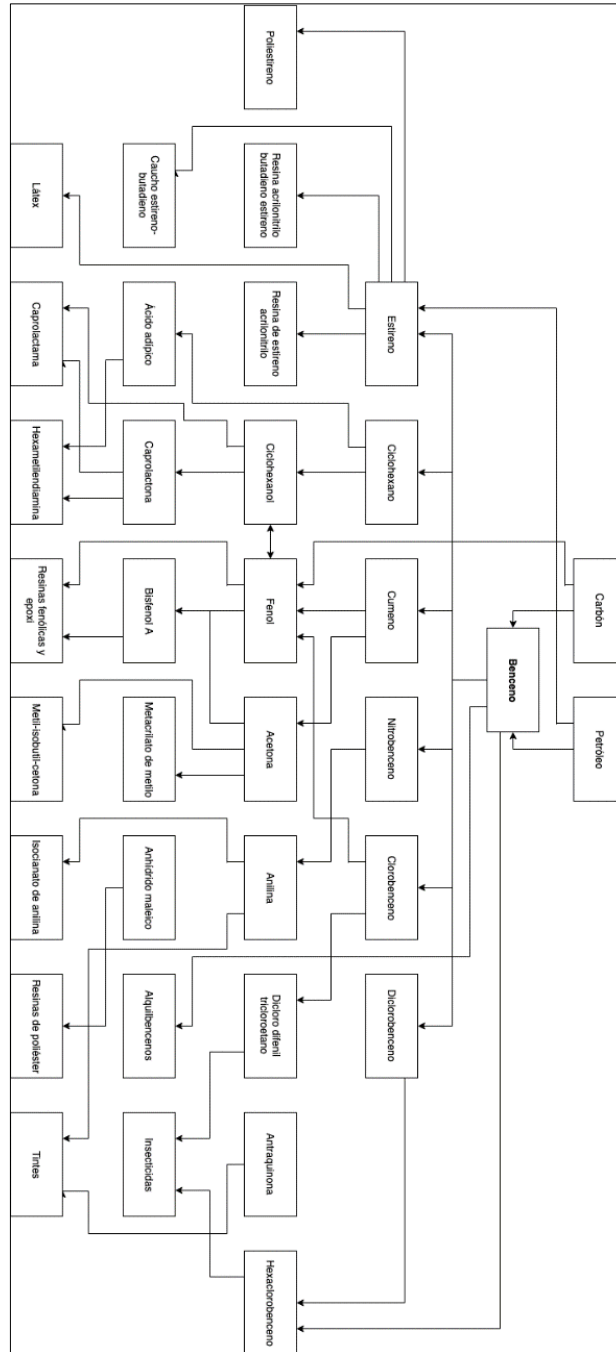 Carbón
Petróleo
Benceno
Estireno
Ciclohexano
Cumeno
Nitrobenceno
Clorobenceno
Diclorobenceno
Poliestireno
Resina acrilonitrilo
butadieno estireno
Resina de estireno
acrilonitrilo
Ciclohexanol
Fenol
Acetona
Anilina
Dicloro difenil
tricloroetano
Antraquinona
Hexaclorobenceno
Caucho estireno-
butadieno
Ácido adípico
Caprolactona
Bisfenol A
Metacrilato de metilo
Anhídrido maleico
Alquilbencenos
Insecticidas
Látex
Caprolactama
Hexametilendiamina
Resinas fenólicas y
epoxi
Metil-isobutil-cetona
Isocianato de anilina
Resinas de poliéster
Tintes